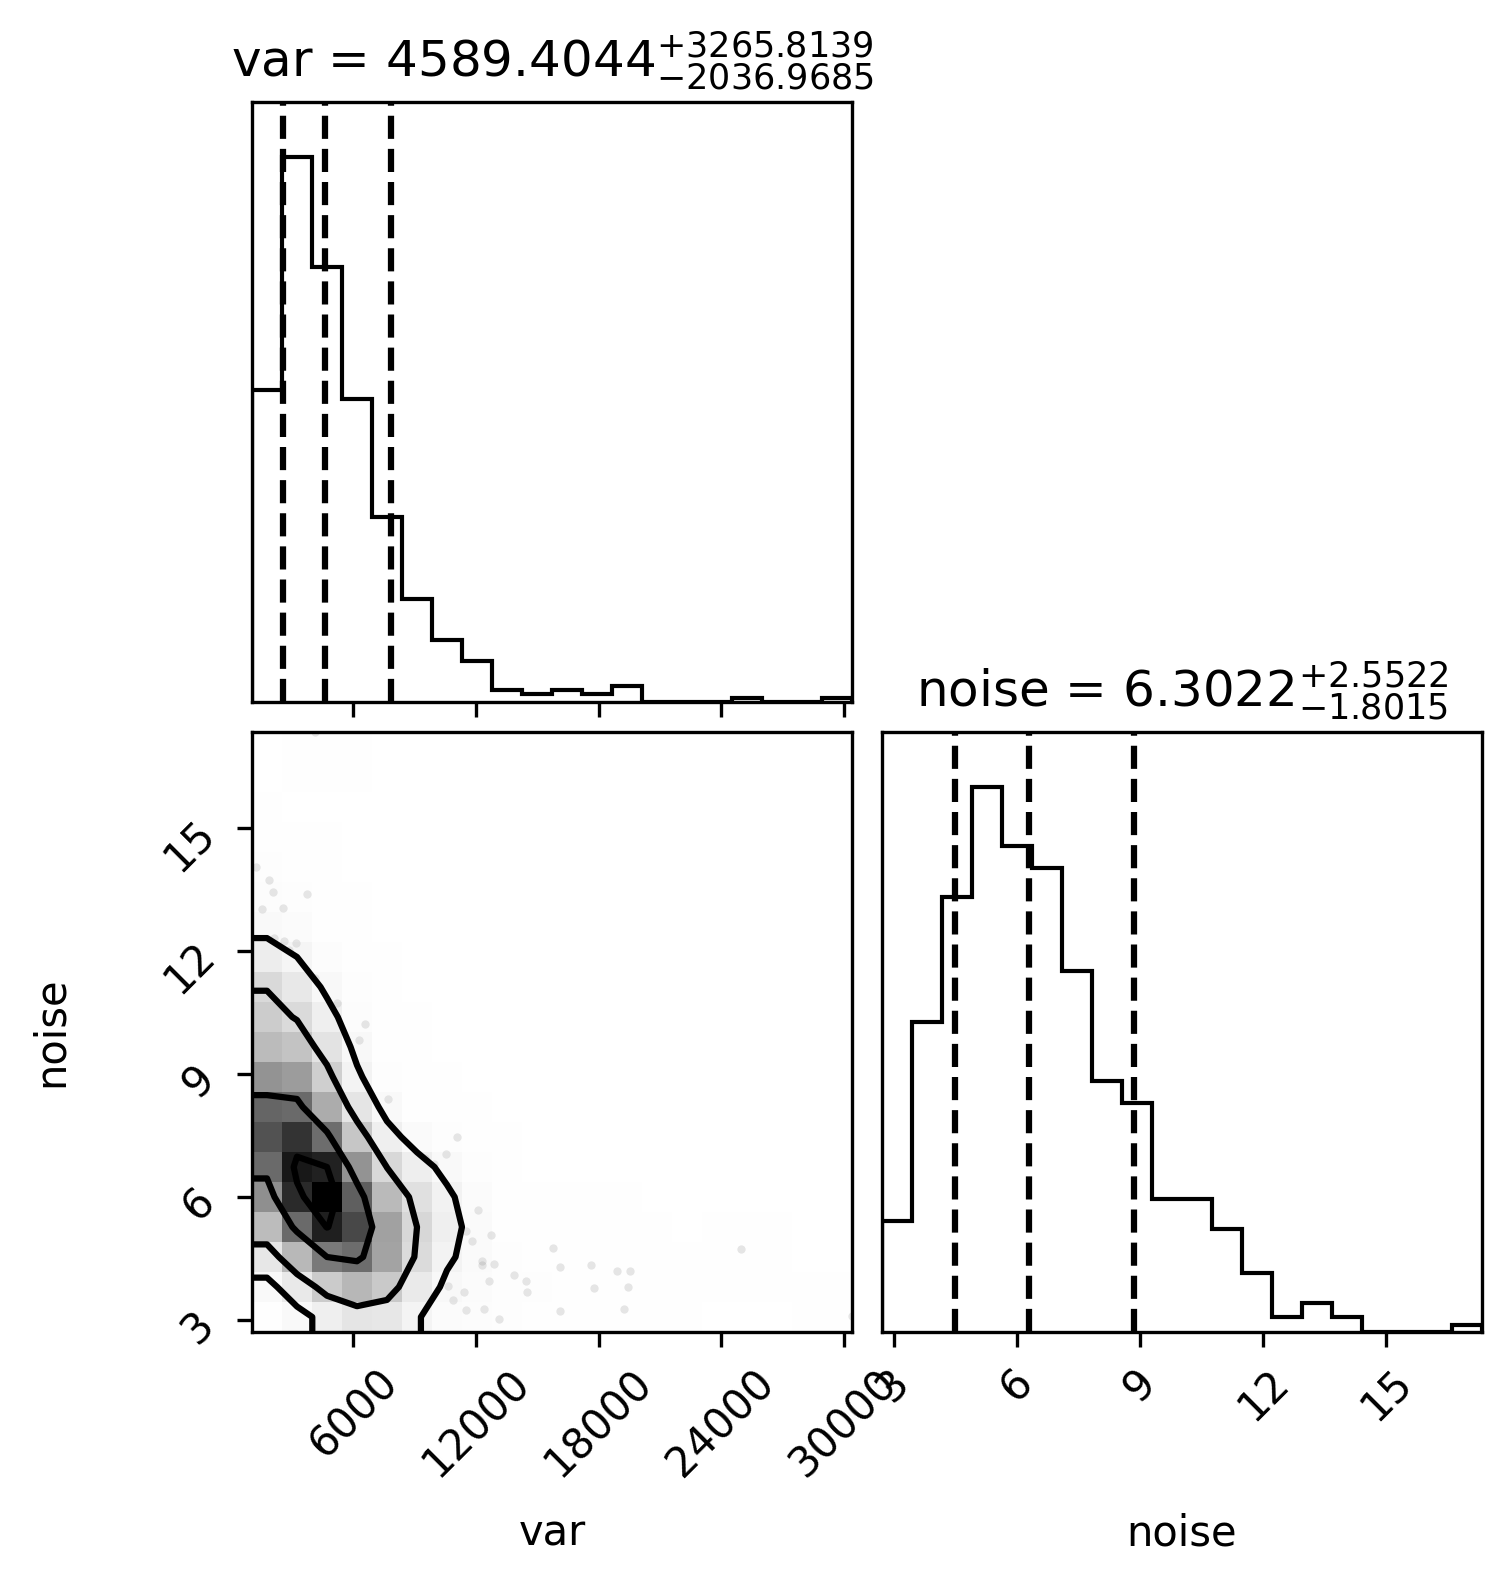 var = 4589.4044 +3265.8139 −2036.9685
noise = 6.3022 +2.5522 −1.8015
15
12
9
6
3
noise
6000 12000 18000 24000 30000
3 6 9 12 15
var
noise